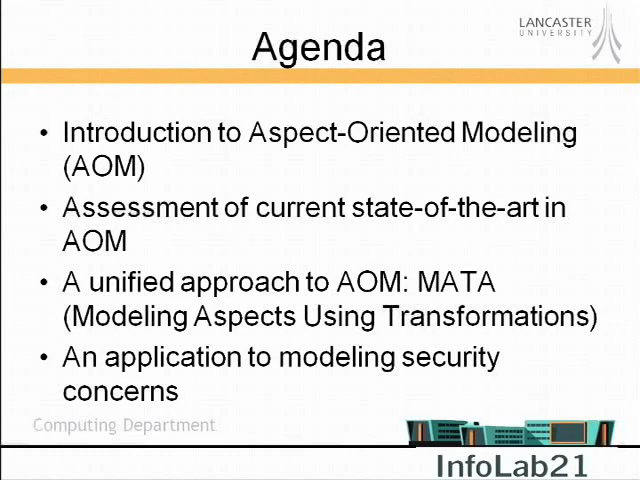 LANCASTER
UNIVERSITY
Agenda
• Introduction to Aspect-Oriented Modeling
(AOM)
• Assessment of current state-of-the-art in
AOM
• A unified approach to AOM: MATA
(Modeling Aspects Using Transformations)
• An application to modeling security
concerns
Computing Department
InfoLab21